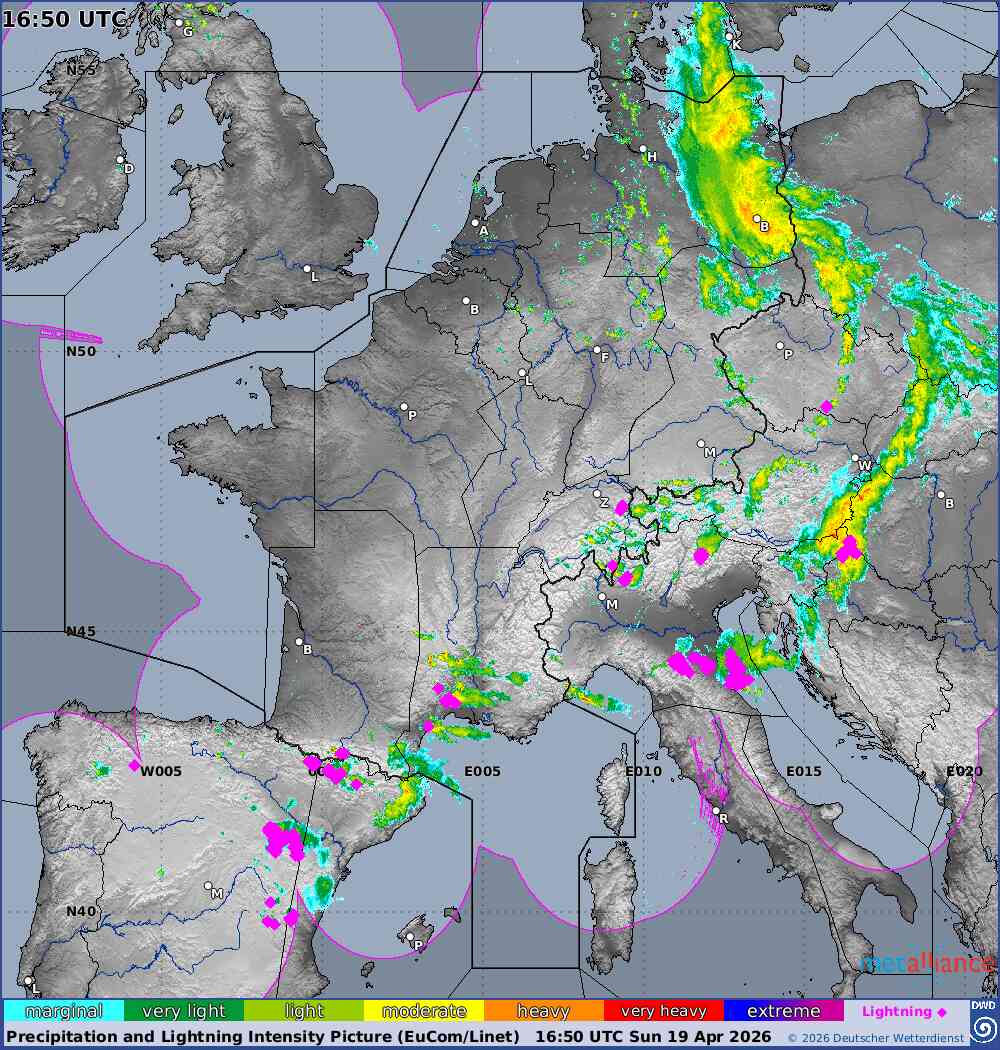 16:50 UTC
G
K
N55
H
D
A
B
L
B
N50
P
F
L
P
M
W
Z
B
M
N45
B
W005
00
E005
E010
E015
E020
R
M
N40
P
L
metalliance
marginal
very light
light
moderate
heavy
very heavy
extreme
Lightning
DWD
Precipitation and Lightning Intensity Picture (EuCom/Linet) 16:50 UTC Sun 19 Apr 2026 © 2026 Deutscher Wetterdienst